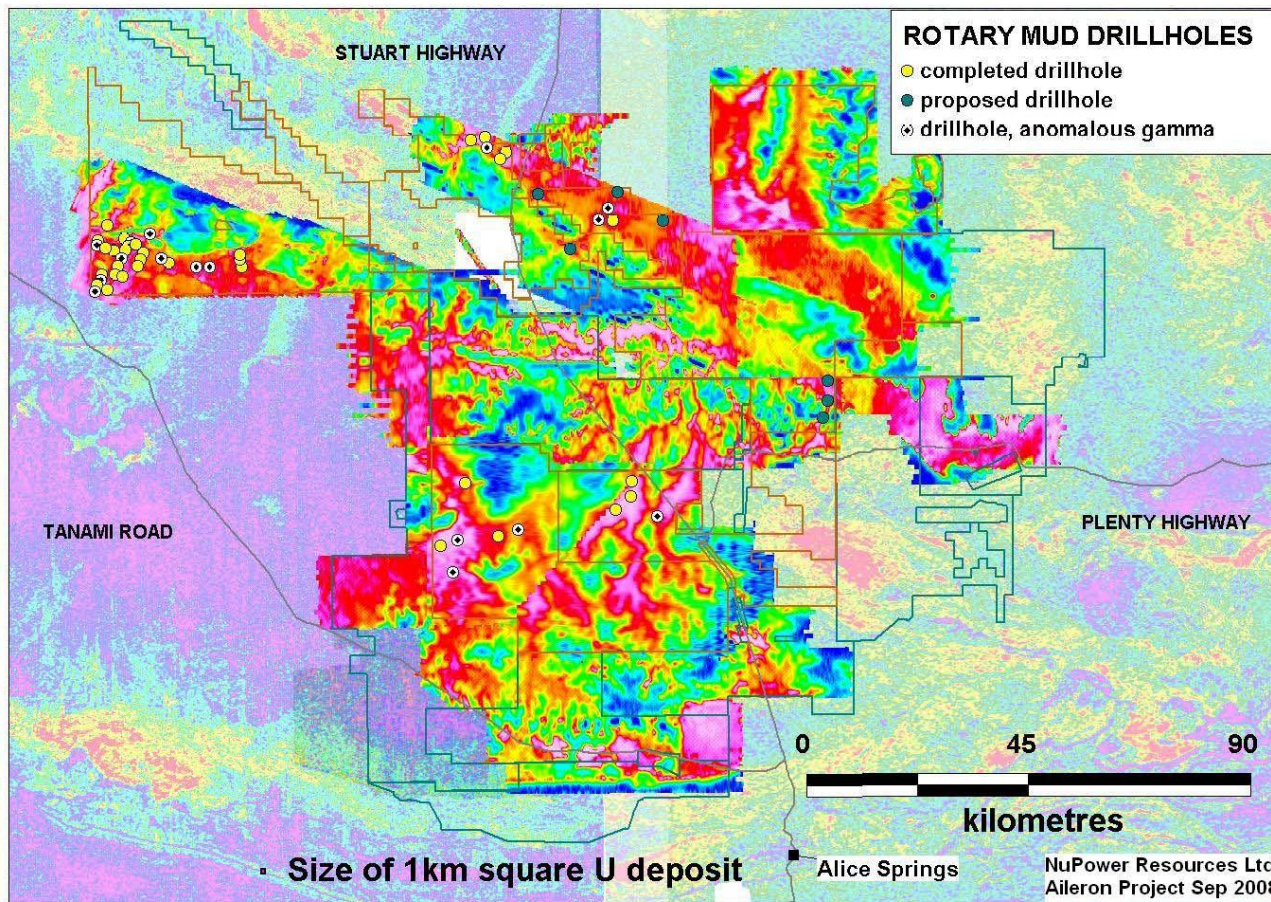 STUART HIGHWAY
ROTARY MUD DRILLHOLES
completed drillhole
proposed drillhole
drillhole, anomalous gamma
TANAMI ROAD
PLENTY HIGHWAY
0 45 90
kilometres
Size of 1km square U deposit
Alice Springs
NuPower Resources Ltd
Aileron Project Sep 2008